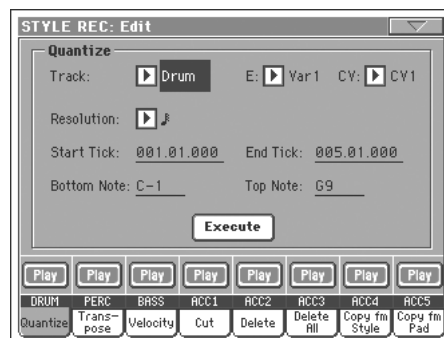 STYLE REC: Edit
Quantize
Track: Drum E: Var1 CV: CV1
Resolution:
Start Tick: 001.01.000 End Tick: 005.01.000
Bottom Note: C-1 Top Note: G9
Execute
Play Play Play Play Play Play Play Play
DRUM PERC BASS ACC1 ACC2 ACC3 ACC4 ACC5
Quantize Trans-pose Velocity Cut Delete Delete All Copy fm Style Copy fm Pad